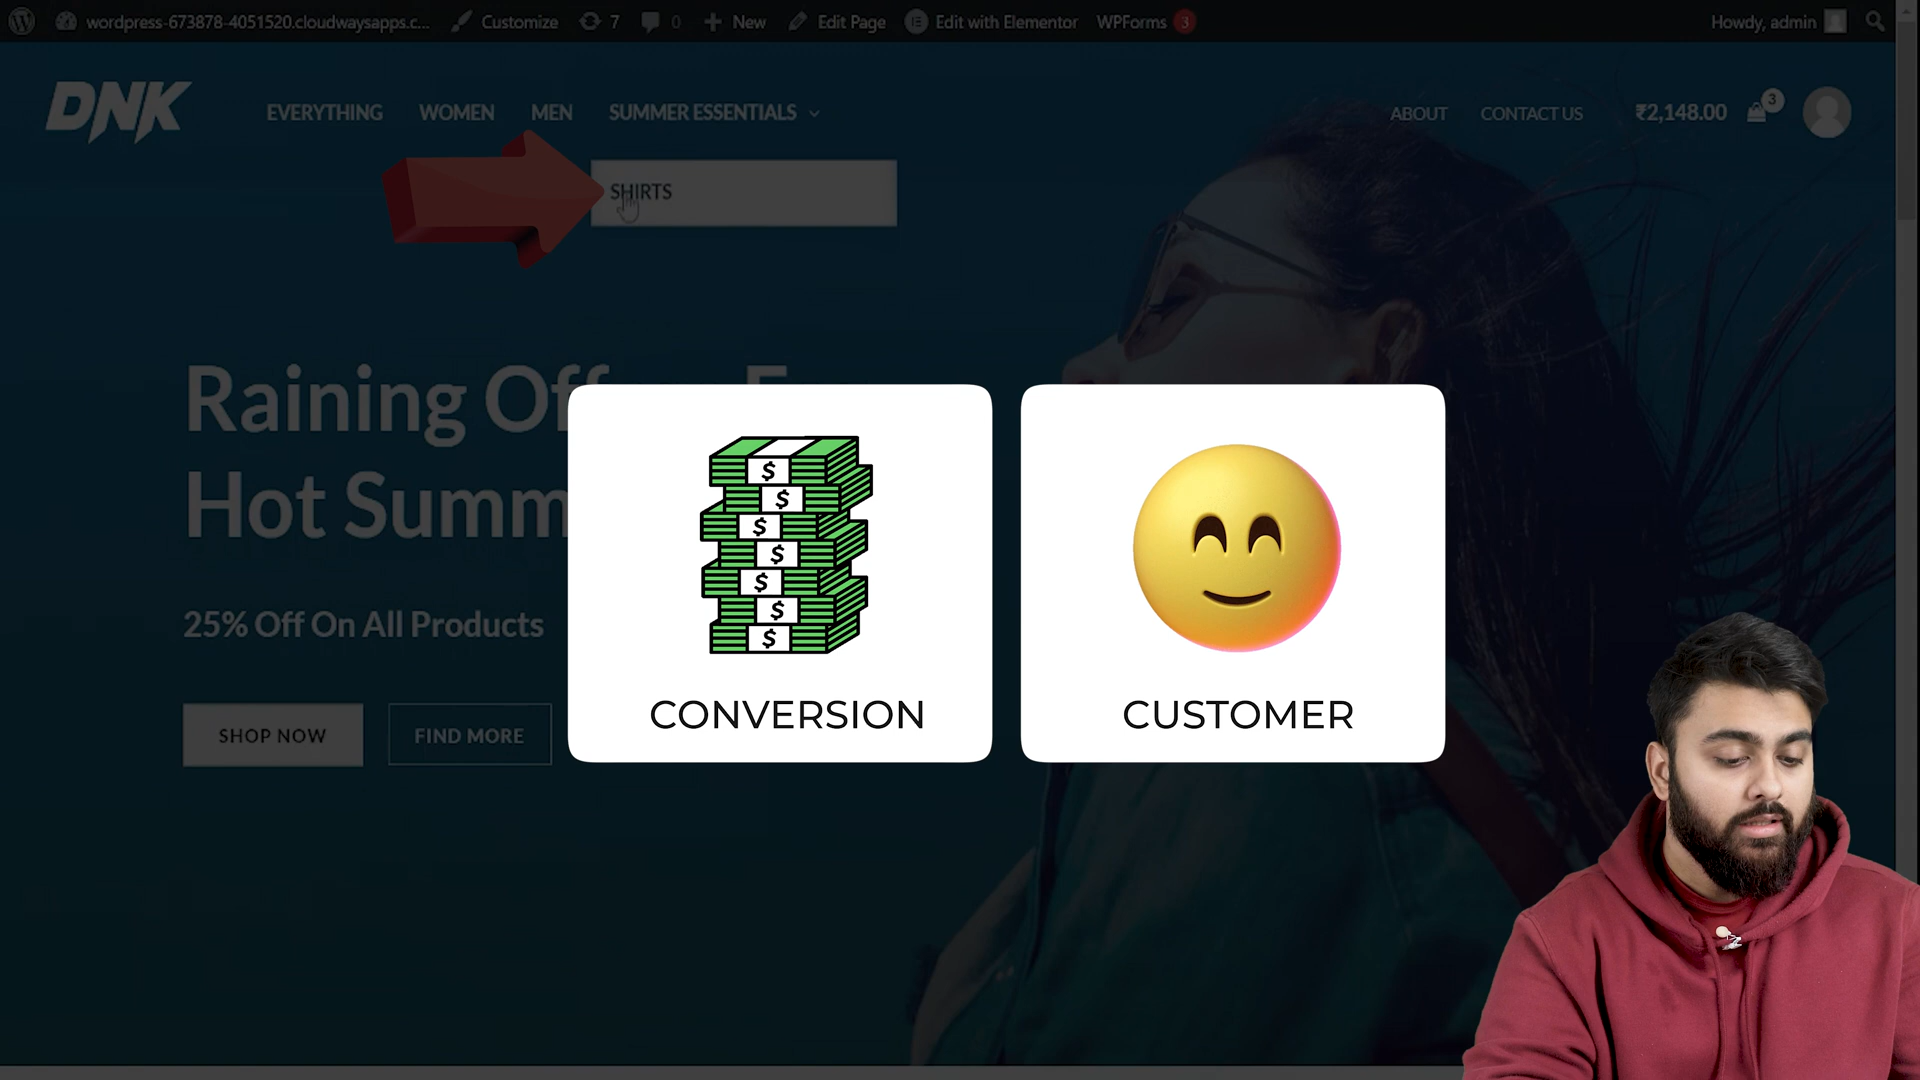 wordpress-673878-4051520.cloudwaysapps.c... Customize 7 0 New Edit Page Edit with Elementor WPForms 3 Howdy, admin
DNK EVERYTHING WOMEN MEN SUMMER ESSENTIALS ABOUT CONTACT US ₹2,148.00 3
SHIRTS
Raining Of
Hot Summ
25% Off On All Products
SHOP NOW FIND MORE
$
$
$
$
$
$
$
CONVERSION CUSTOMER